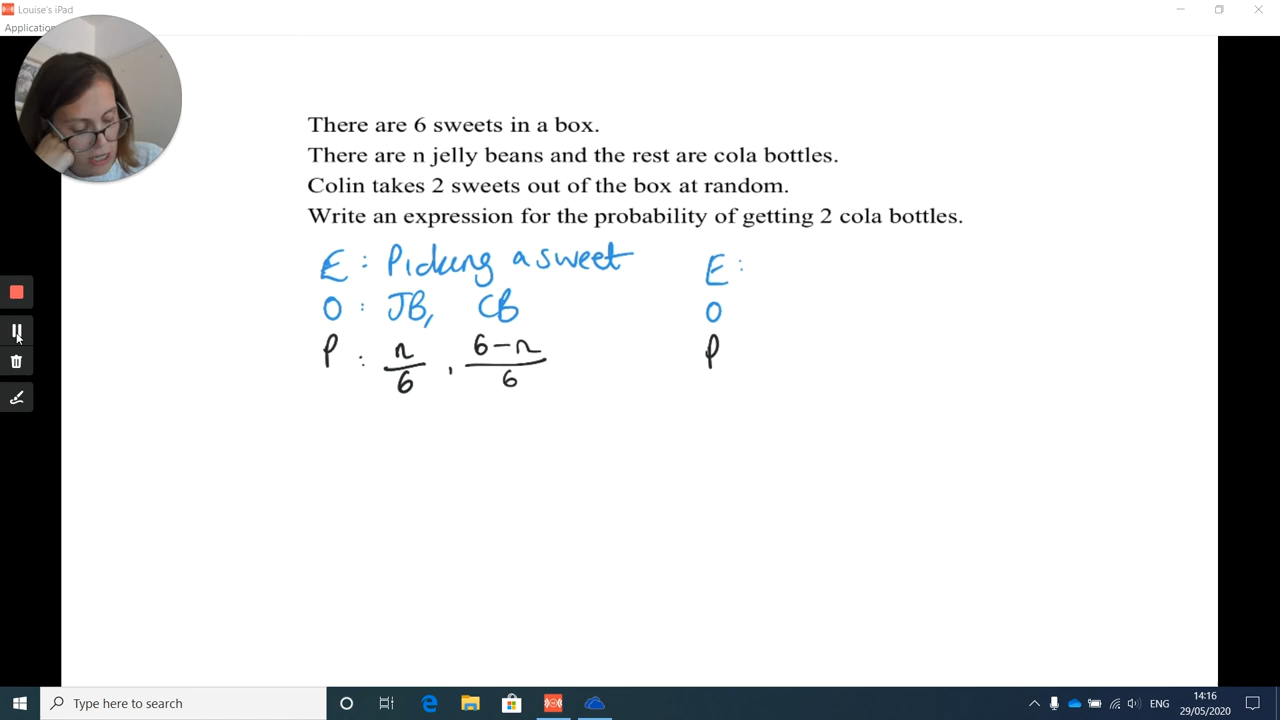 Louise's iPad
Application
There are 6 sweets in a box.
There are n jelly beans and the rest are cola bottles.
Colin takes 2 sweets out of the box at random.
Write an expression for the probability of getting 2 cola bottles.
E : Picking a sweet E :
O : JB, CB O
P : n/6 , 6-n/6 P
Type here to search
ENG
14:16
29/05/2020